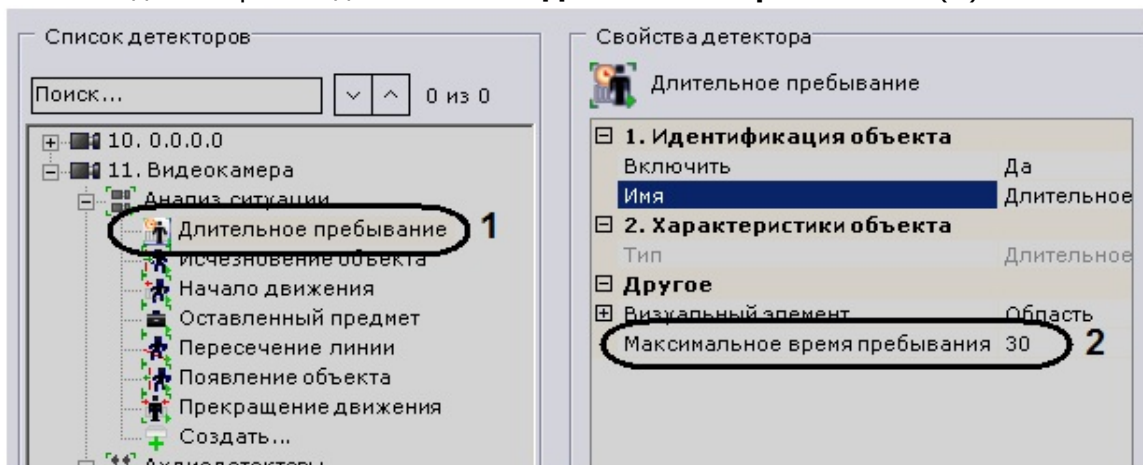 Список детекторов
Поиск...
0 из 0
10. 0.0.0.0
11. Видеокамера
Анализ ситуации
Длительное пребывание 1
Исчезновение объекта
Начало движения
Оставленный предмет
Пересечение линии
Появление объекта
Прекращение движения
Создать...
Аудиодетекторы
Свойства детектора
Длительное пребывание
1. Идентификация объекта
Включить Да
Имя Длительное
2. Характеристики объекта
Тип Длительное
Другое
Визуальный элемент Область
Максимальное время пребывания 30 2